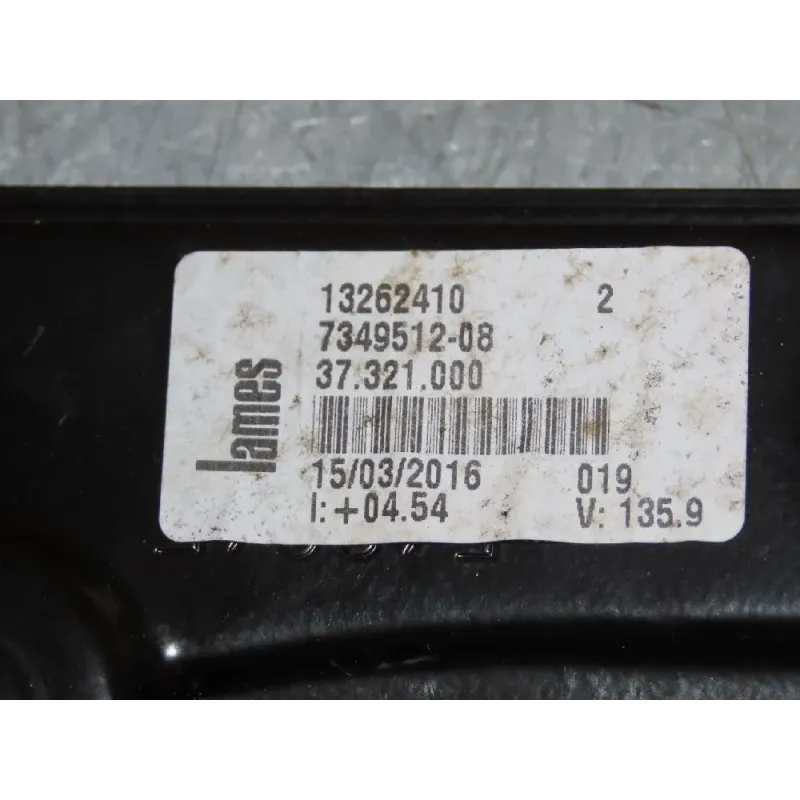 13262410 2
7349512-08
37.321.000
lames
15/03/2016 019
I: +04.54 V: 135.9